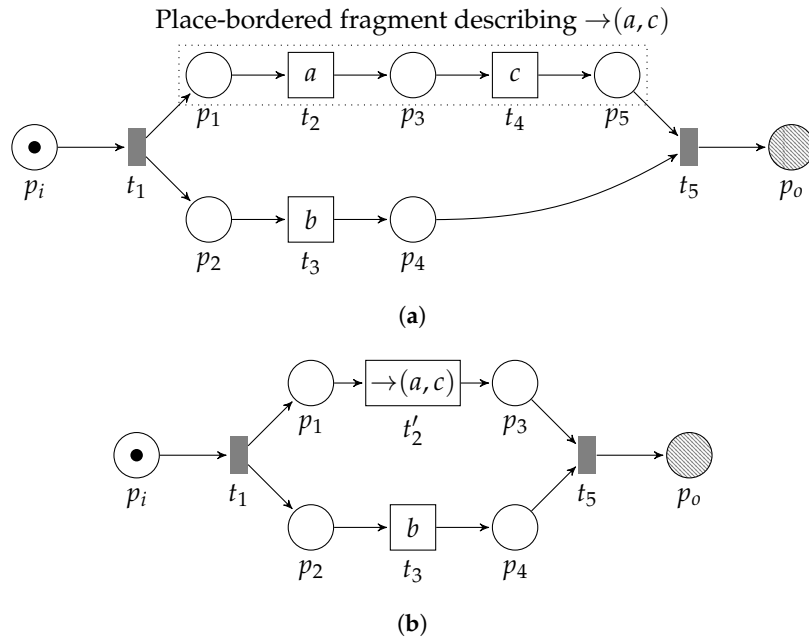 Place-bordered fragment describing →(a, c)
a
c
p1
t2
p3
t4
p5
pi
t1
t5
po
b
p2
t3
p4
(a)
→(a, c)
p1
t′2
p3
pi
t1
t5
po
b
p2
t3
p4
(b)